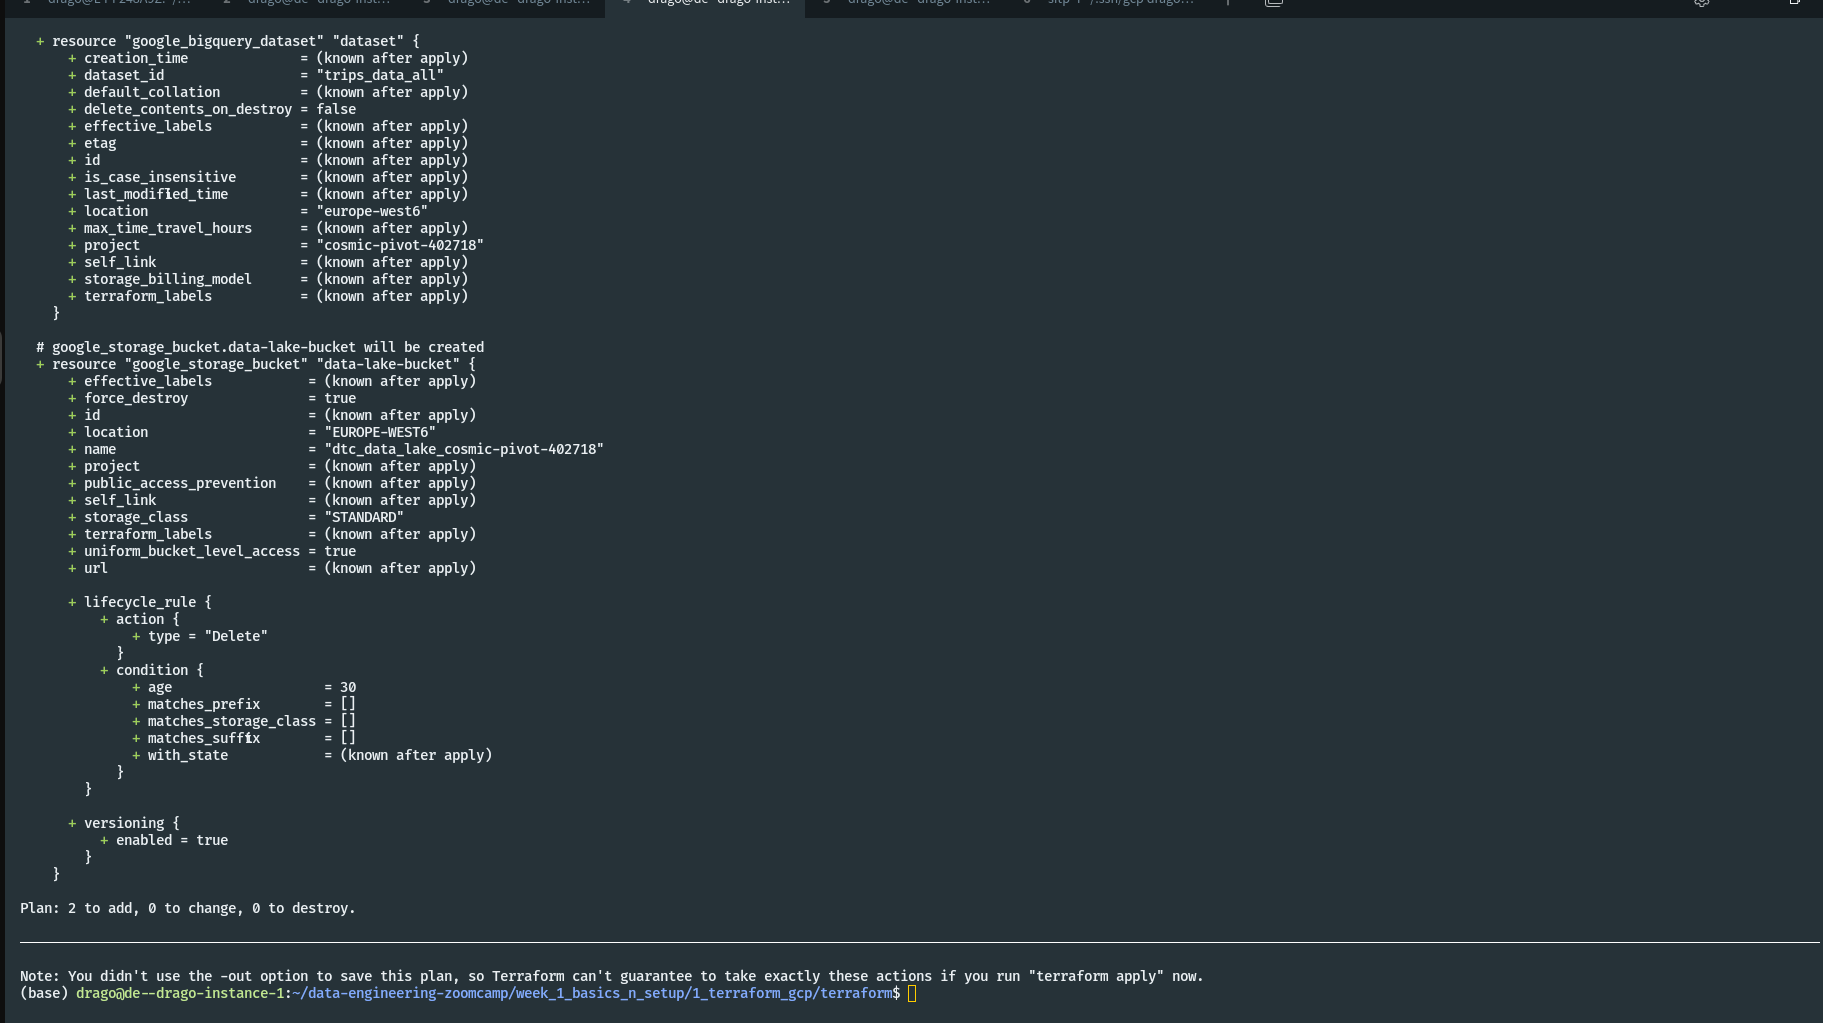 + resource "google_bigquery_dataset" "dataset" {
+ creation_time = (known after apply)
+ dataset_id = "trips_data_all"
+ default_collation = (known after apply)
+ delete_contents_on_destroy = false
+ effective_labels = (known after apply)
+ etag = (known after apply)
+ id = (known after apply)
+ is_case_insensitive = (known after apply)
+ last_modified_time = (known after apply)
+ location = "europe-west6"
+ max_time_travel_hours = (known after apply)
+ project = "cosmic-pivot-402718"
+ self_link = (known after apply)
+ storage_billing_model = (known after apply)
+ terraform_labels = (known after apply)
}
# google_storage_bucket.data-lake-bucket will be created
+ resource "google_storage_bucket" "data-lake-bucket" {
+ effective_labels = (known after apply)
+ force_destroy = true
+ id = (known after apply)
+ location = "EUROPE-WEST6"
+ name = "dtc_data_lake_cosmic-pivot-402718"
+ project = (known after apply)
+ public_access_prevention = (known after apply)
+ self_link = (known after apply)
+ storage_class = "STANDARD"
+ terraform_labels = (known after apply)
+ uniform_bucket_level_access = true
+ url = (known after apply)
+ lifecycle_rule {
+ action {
+ type = "Delete"
}
+ condition {
+ age = 30
+ matches_prefix = []
+ matches_storage_class = []
+ matches_suffix = []
+ with_state = (known after apply)
}
}
+ versioning {
+ enabled = true
}
}
Plan: 2 to add, 0 to change, 0 to destroy.
Note: You didn't use the -out option to save this plan, so Terraform can't guarantee to take exactly these actions if you run "terraform apply" now.
(base) drago@de--drago-instance-1:~/data-engineering-zoomcamp/week_1_basics_n_setup/1_terraform_gcp/terraform$